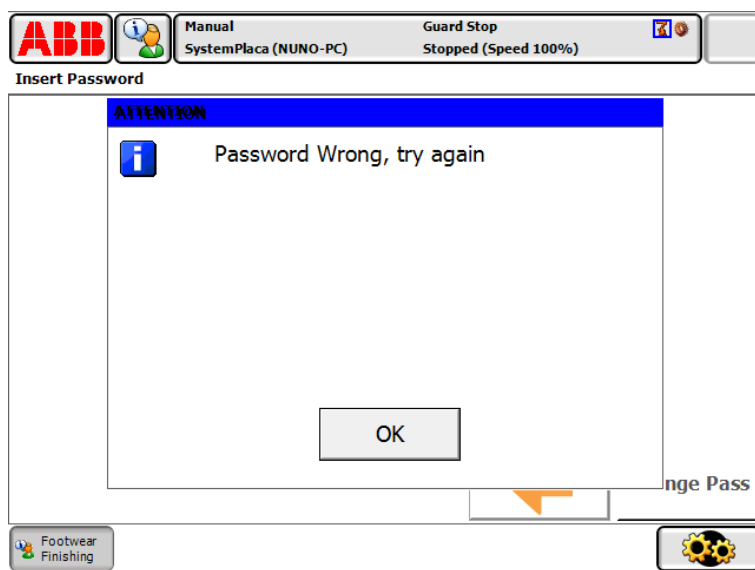 ABB
Manual
Guard Stop
SystemPlaca (NUNO-PC)
Stopped (Speed 100%)
Insert Password
ATTENTION
i
Password Wrong, try again
OK
nge Pass
Footwear
Finishing